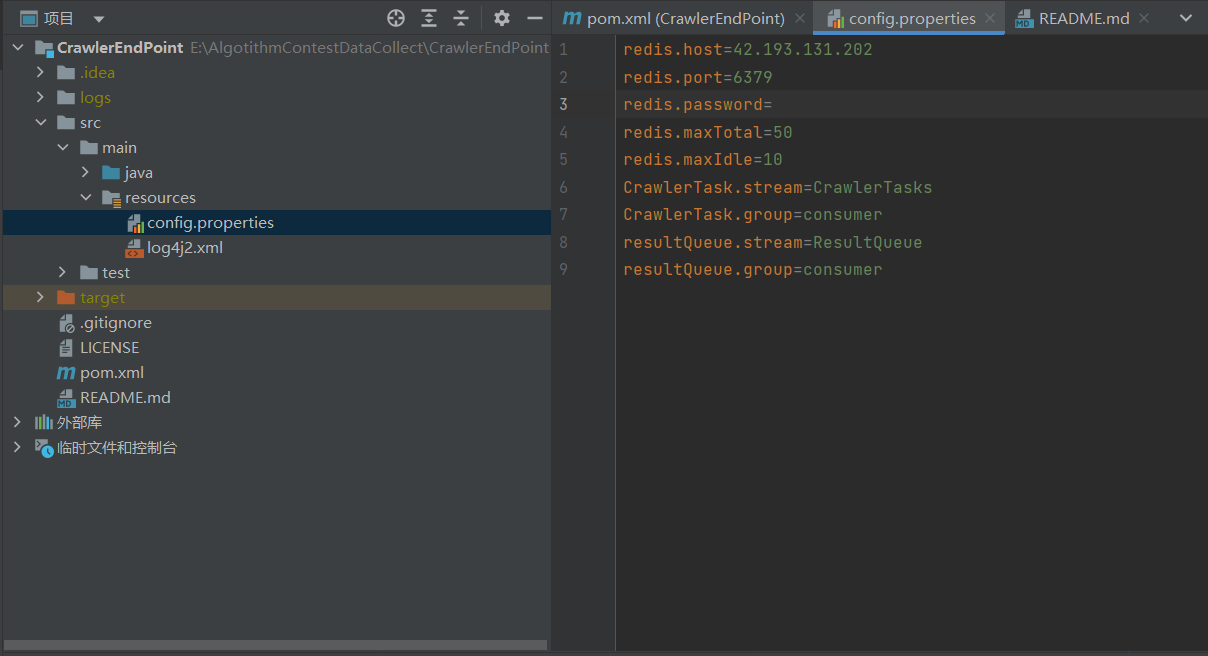 项目
CrawlerEndPoint E:\AlgotithmContestDataCollect\CrawlerEndPoint
.idea
logs
src
main
java
resources
config.properties
log4j2.xml
test
target
.gitignore
LICENSE
pom.xml
README.md
外部库
临时文件和控制台
pom.xml (CrawlerEndPoint)
config.properties
README.md
1 redis.host=42.193.131.202
2 redis.port=6379
3 redis.password=
4 redis.maxTotal=50
5 redis.maxIdle=10
6 CrawlerTask.stream=CrawlerTasks
7 CrawlerTask.group=consumer
8 resultQueue.stream=ResultQueue
9 resultQueue.group=consumer